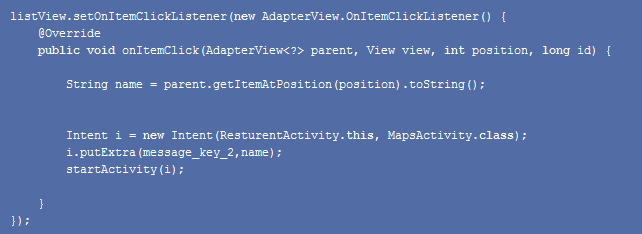 listView.setOnItemClickListener(new AdapterView.OnItemClickListener() {
    @Override
    public void onItemClick(AdapterView<?> parent, View view, int position, long id) {

        String name = parent.getItemAtPosition(position).toString();


        Intent i = new Intent(ResturentActivity.this, MapsActivity.class);
        i.putExtra(message_key_2,name);
        startActivity(i);

    }
});